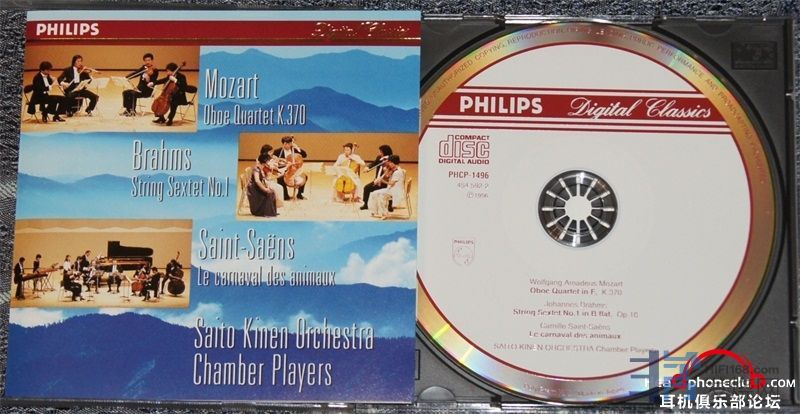 PHILIPS Digital Classics
Mozart
Oboe Quartet K.370
Brahms
String Sextet No.1
Saint-Saëns
Le carnaval des animaux
Saito Kinen Orchestra
Chamber Players
PHILIPS Digital Classics
COMPACT
disc
DIGITAL AUDIO
PHCP-1496
454 592-2
℗ 1996
PHILIPS
Wolfgang Amadeus Mozart
Oboe Quartet in F, K.370
Johannes Brahms
String Sextet No.1 in B flat, Op.18
Camille Saint-Saëns
Le carnaval des animaux
SAITO KINEN ORCHESTRA Chamber Players
HIFI168.com
耳机俱乐部论坛